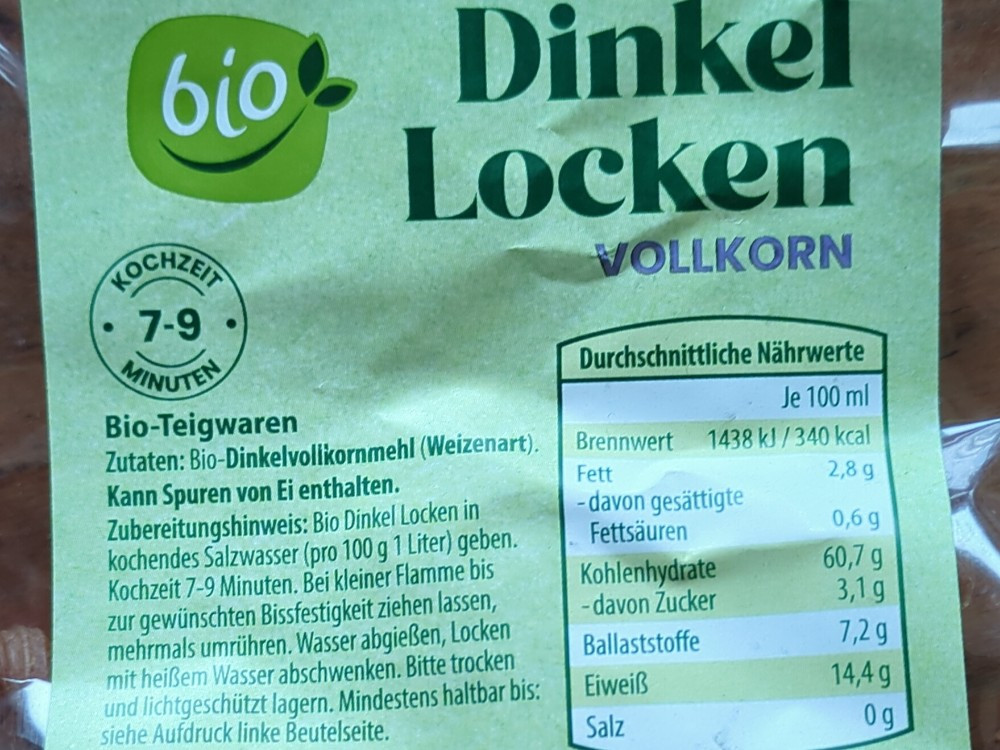 bio
Dinkel
Locken
VOLLKORN
KOCHZEIT
7-9
MINUTEN
Bio-Teigwaren
Zutaten: Bio-Dinkelvollkornmehl (Weizenart).
Kann Spuren von Ei enthalten.
Zubereitungshinweis: Bio Dinkel Locken in
kochendes Salzwasser (pro 100 g 1 Liter) geben.
Kochzeit 7-9 Minuten. Bei kleiner Flamme bis
zur gewünschten Bissfestigkeit ziehen lassen,
mehrmals umrühren. Wasser abgießen, Locken
mit heißem Wasser abschwenken. Bitte trocken
und lichtgeschützt lagern. Mindestens haltbar bis:
siehe Aufdruck linke Beutelseite.
Durchschnittliche Nährwerte
Je 100 ml
Brennwert 1438 kJ / 340 kcal
Fett 2,8 g
- davon gesättigte
Fettsäuren 0,6 g
Kohlenhydrate 60,7 g
- davon Zucker 3,1 g
Ballaststoffe 7,2 g
Eiweiß 14,4 g
Salz 0 g